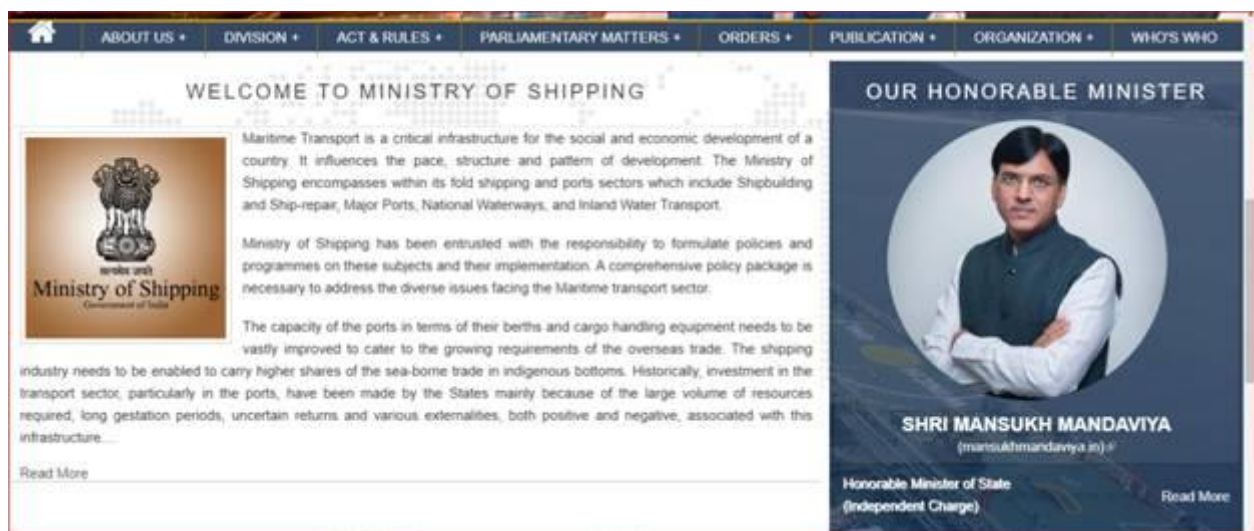 ABOUT US +
DIVISION +
ACT & RULES +
PARLIAMENTARY MATTERS +
ORDERS +
PUBLICATION +
ORGANIZATION +
WHO'S WHO
WELCOME TO MINISTRY OF SHIPPING
सत्यमेव जयते
Ministry of Shipping
Government of India
Maritime Transport is a critical infrastructure for the social and economic development of a
country. It influences the pace, structure and pattern of development. The Ministry of
Shipping encompasses within its fold shipping and ports sectors which include Shipbuilding
and Ship-repair, Major Ports, National Waterways, and Inland Water Transport.
Ministry of Shipping has been entrusted with the responsibility to formulate policies and
programmes on these subjects and their implementation. A comprehensive policy package is
necessary to address the diverse issues facing the Maritime transport sector.
The capacity of the ports in terms of their berths and cargo handling equipment needs to be
vastly improved to cater to the growing requirements of the overseas trade. The shipping
industry needs to be enabled to carry higher shares of the sea-borne trade in indigenous bottoms. Historically, investment in the
transport sector, particularly in the ports, have been made by the States mainly because of the large volume of resources
required, long gestation periods, uncertain returns and various externalities, both positive and negative, associated with this
infrastructure....
Read More
OUR HONORABLE MINISTER
SHRI MANSUKH MANDAVIYA
(mansukhmandaviya.in)
Honorable Minister of State
(Independent Charge)
Read More